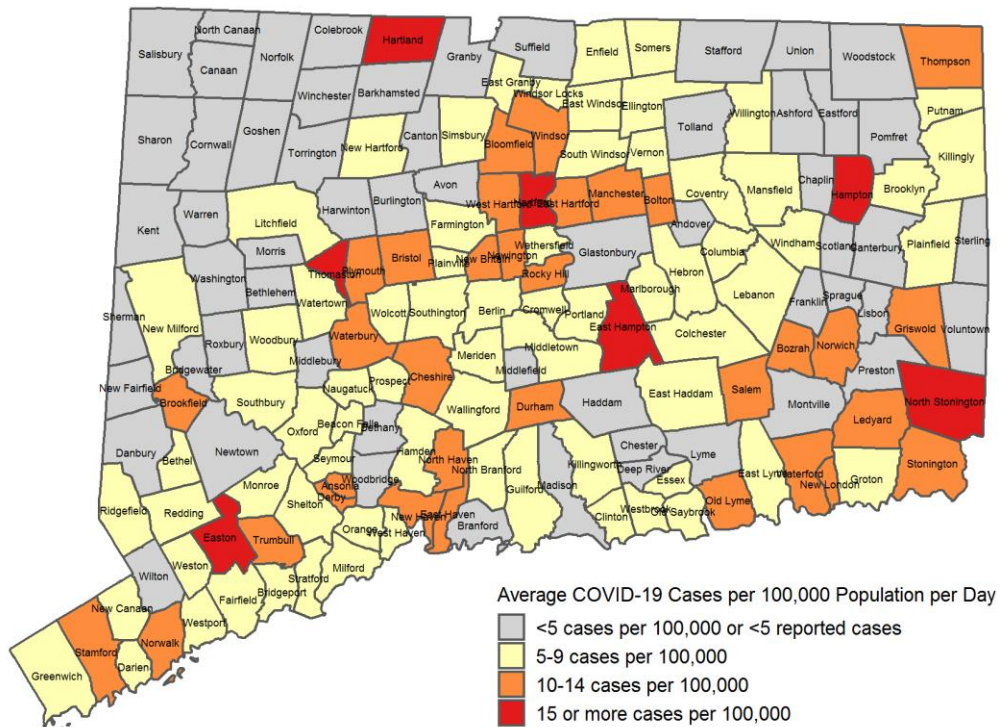 North Canaan
Colebrook
Hartland
Suffield
Enfield
Somers
Stafford
Union
Woodstock
Thompson
Salisbury
Canaan
Norfolk
Granby
East Granby
Windsor Locks
Winchester
Barkhamsted
East Windsor
Ellington
Willington
Ashford
Eastford
Putnam
Sharon
Cornwall
Goshen
Torrington
New Hartford
Canton
Simsbury
Bloomfield
Windsor
South Windsor
Vernon
Tolland
Pomfret
Killingly
Avon
West Hartford
East Hartford
Manchester
Bolton
Coventry
Mansfield
Chaplin
Hampton
Brooklyn
Kent
Warren
Litchfield
Harwinton
Burlington
Farmington
Wethersfield
Glastonbury
Andover
Columbia
Windham
Scotland
Canterbury
Plainfield
Sterling
Morris
Washington
Bethlehem
Thomaston
Plymouth
Bristol
Plainville
New Britain
Newington
Rocky Hill
Hebron
Marlborough
Lebanon
Franklin
Sprague
Lisbon
Griswold
Voluntown
Sherman
New Milford
Roxbury
Woodbury
Watertown
Wolcott
Southington
Berlin
Cromwell
Portland
East Hampton
Colchester
Bozrah
Norwich
Preston
Bridgewater
Waterbury
Middlebury
Meriden
Middletown
Middlefield
New Fairfield
Brookfield
Southbury
Naugatuck
Prospect
Cheshire
Wallingford
Durham
Haddam
East Haddam
Salem
Montville
Ledyard
North Stonington
Danbury
Bethel
Newtown
Oxford
Beacon Falls
Bethany
Hamden
North Haven
North Branford
Guilford
Madison
Killingworth
Chester
Deep River
Essex
Lyme
East Lyme
Waterford
New London
Groton
Stonington
Seymour
Woodbridge
Ansonia
Derby
Ridgefield
Redding
Monroe
Shelton
Orange
New Haven
West Haven
East Haven
Branford
Clinton
Westbrook
Old Saybrook
Old Lyme
Easton
Trumbull
Wilton
Weston
Fairfield
Bridgeport
Stratford
Milford
New Canaan
Westport
Norwalk
Stamford
Darien
Greenwich
Average COVID-19 Cases per 100,000 Population per Day
<5 cases per 100,000 or <5 reported cases
5-9 cases per 100,000
10-14 cases per 100,000
15 or more cases per 100,000